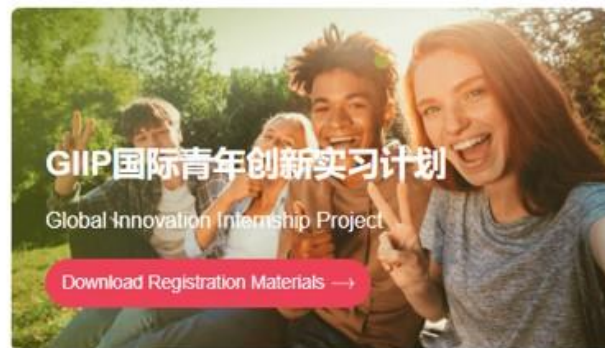 GIIP国际青年创新实习计划
Global Innovation Internship Project
Download Registration Materials →